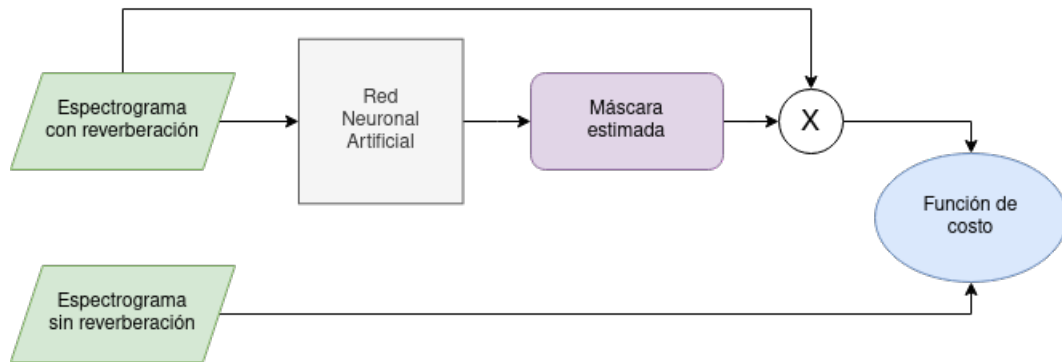 Espectrograma
con reverberación
Red
Neuronal
Artificial
Máscara
estimada
X
Función de
costo
Espectrograma
sin reverberación